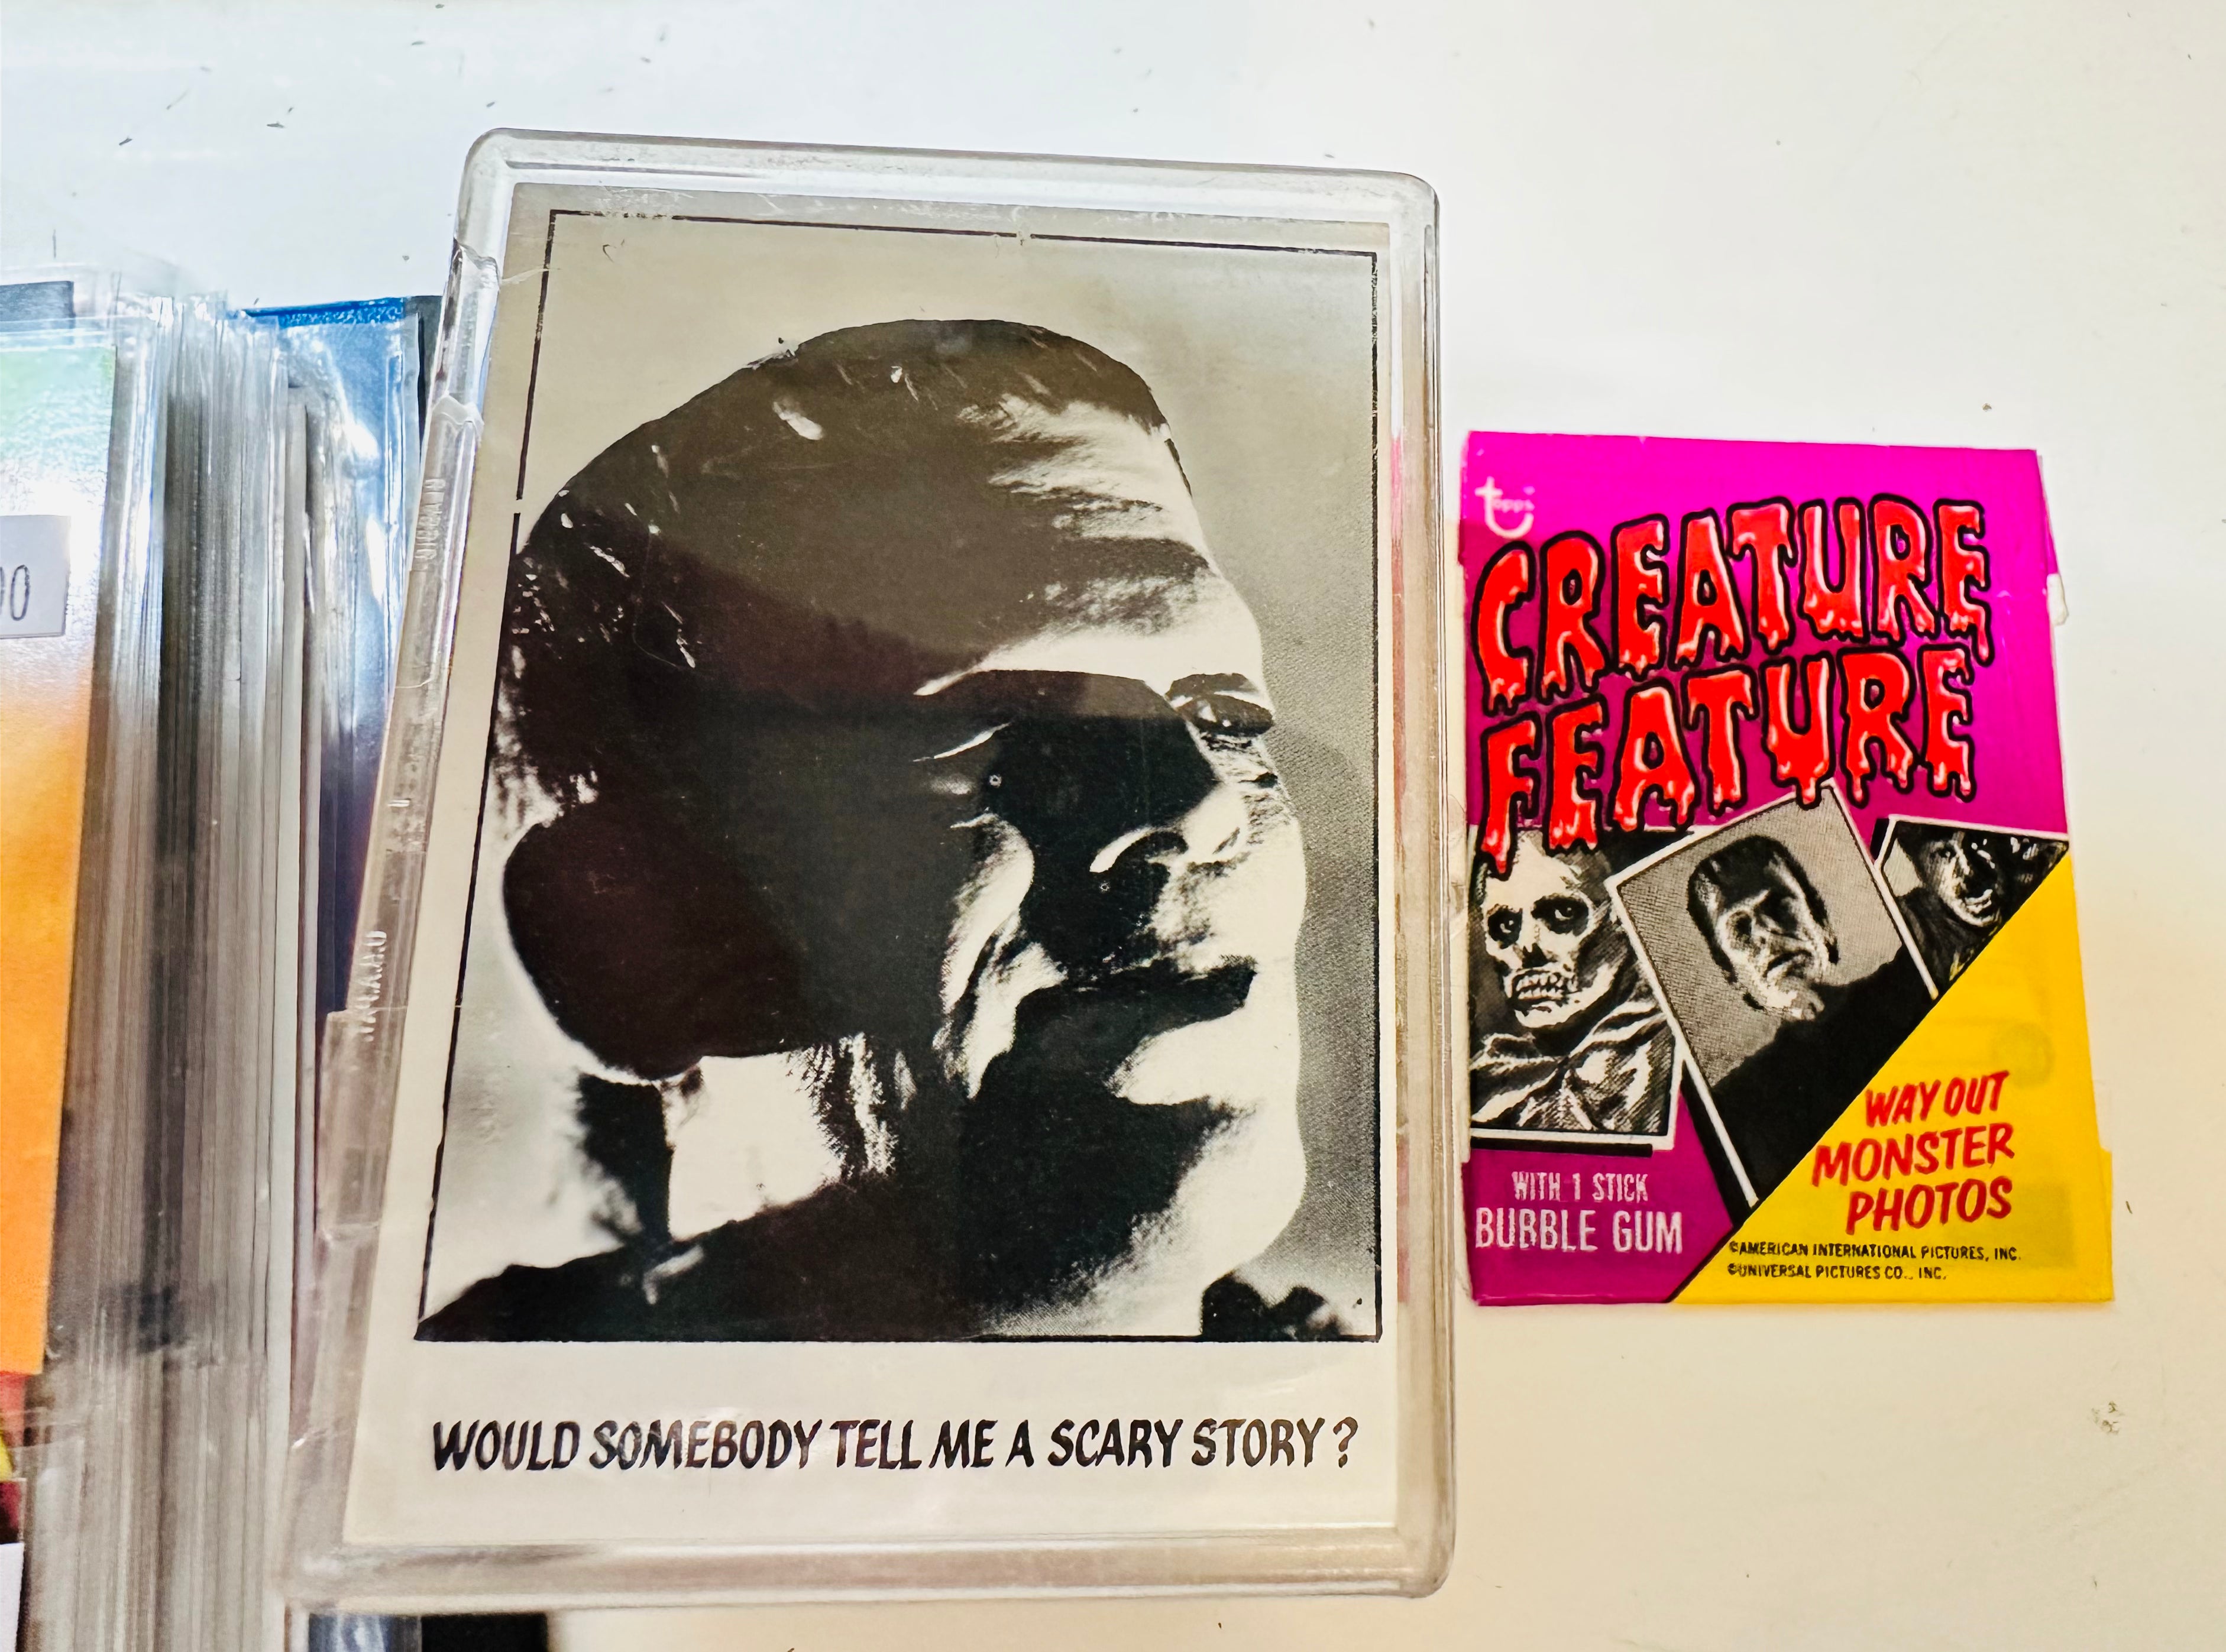 WOULD SOMEBODY TELL ME A SCARY STORY?
topps
CREATURE
FEATURE
WAY OUT
MONSTER
PHOTOS
WITH 1 STICK
BUBBLE GUM
©AMERICAN INTERNATIONAL PICTURES, INC.
©UNIVERSAL PICTURES CO., INC.